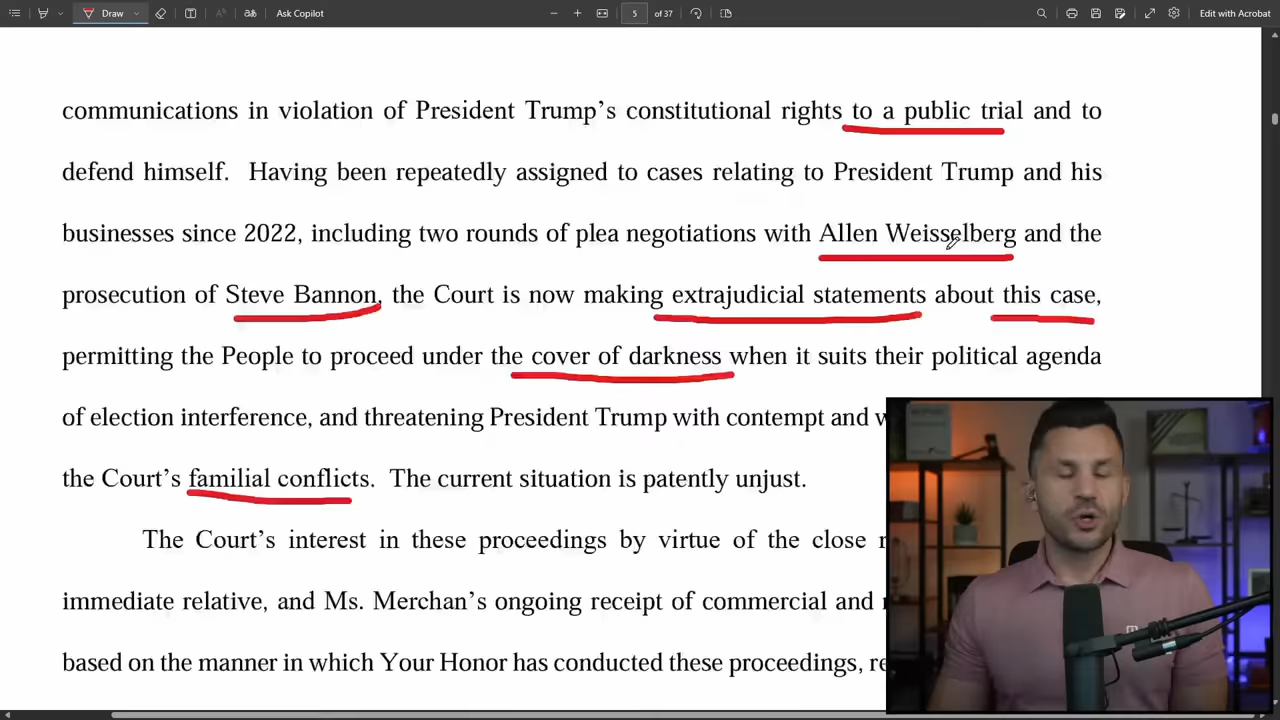 Draw
Ask Copilot
5 of 37
Edit with Acrobat
communications in violation of President Trump’s constitutional rights to a public trial and to
defend himself. Having been repeatedly assigned to cases relating to President Trump and his
businesses since 2022, including two rounds of plea negotiations with Allen Weisselberg and the
prosecution of Steve Bannon, the Court is now making extrajudicial statements about this case,
permitting the People to proceed under the cover of darkness when it suits their political agenda
of election interference, and threatening President Trump with contempt and
the Court’s familial conflicts. The current situation is patently unjust.
The Court’s interest in these proceedings by virtue of the close
immediate relative, and Ms. Merchan’s ongoing receipt of commercial and
based on the manner in which Your Honor has conducted these proceedings,